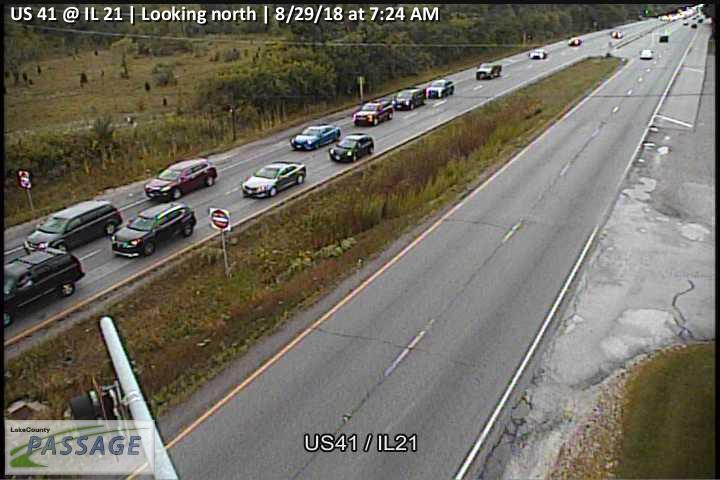 US 41 @ IL 21 | Looking north | 8/29/18 at 7:24 AM
US41 / IL21
LakeCounty
PASSAGE